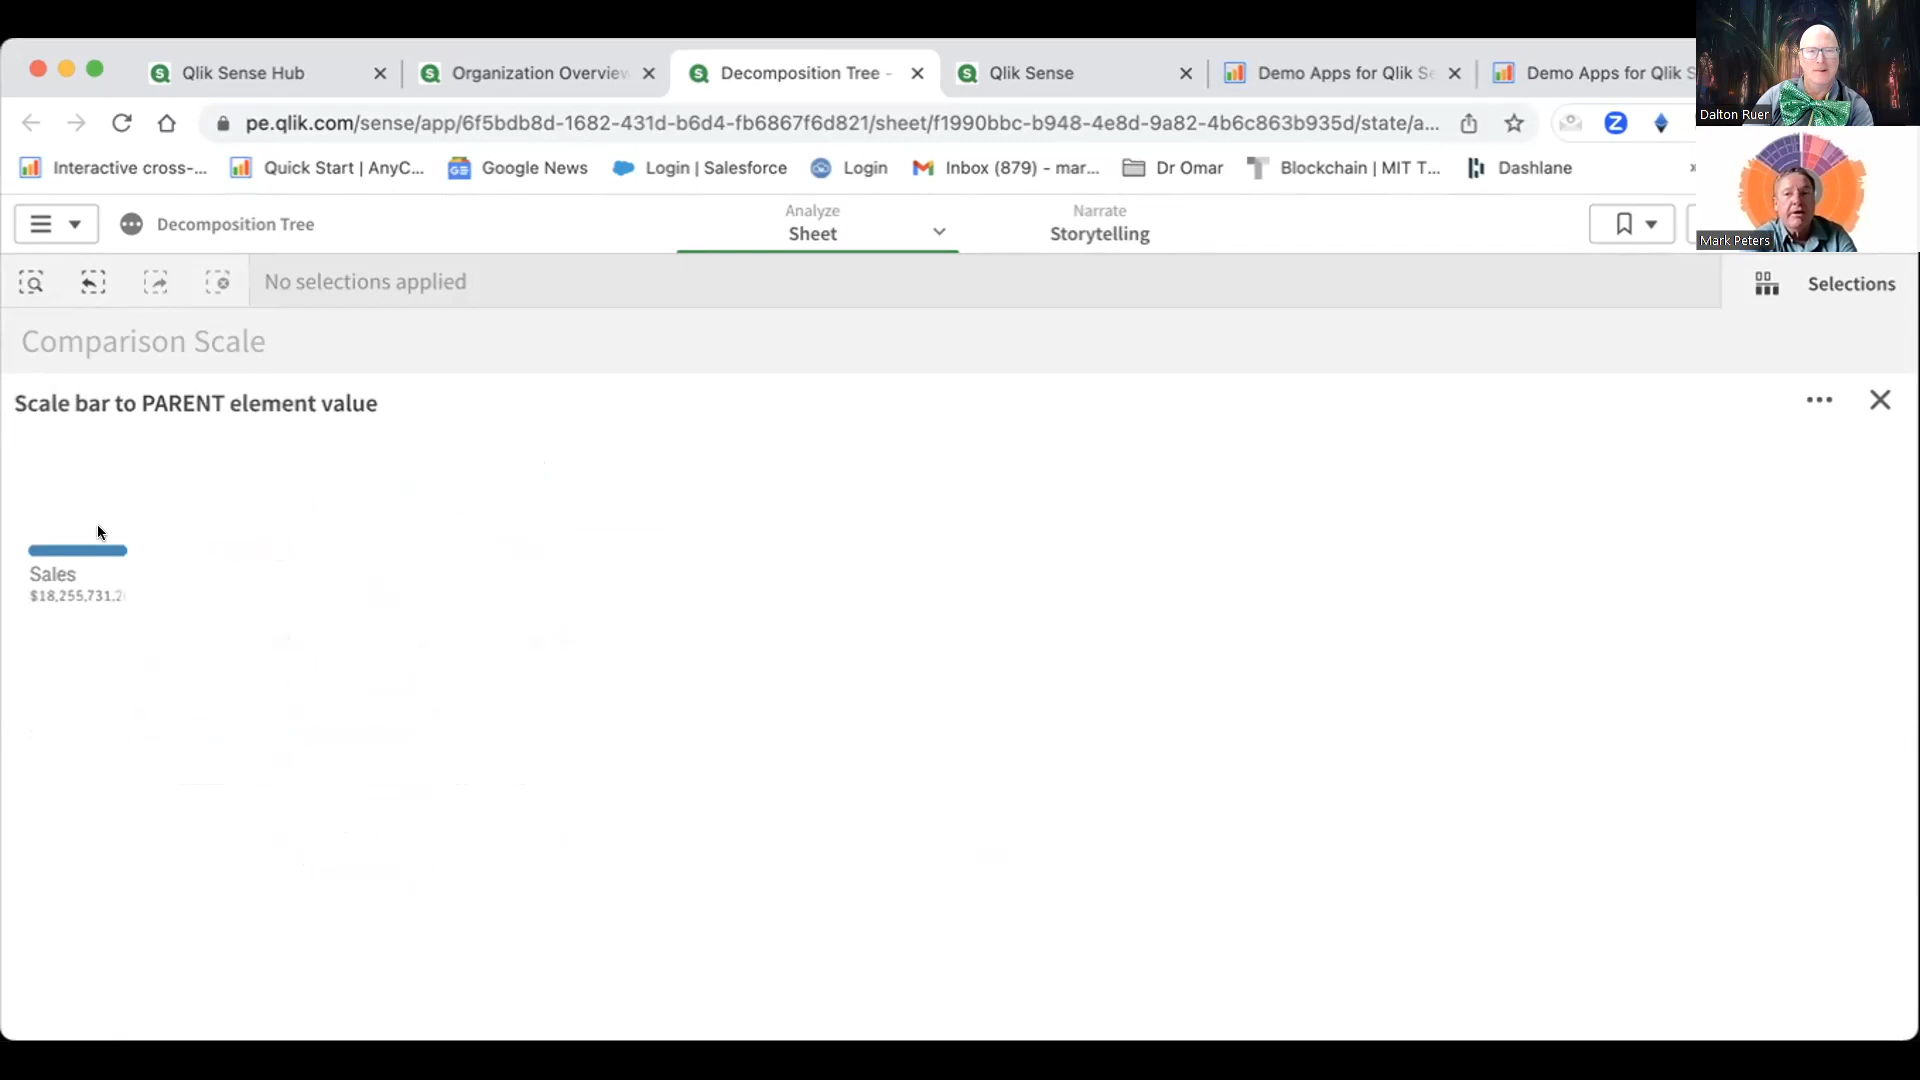 Qlik Sense Hub
Organization Overview
Decomposition Tree -
Qlik Sense
Demo Apps for Qlik Se
Demo Apps for Qlik S
pe.qlik.com/sense/app/6f5bdb8d-1682-431d-b6d4-fb6867f6d821/sheet/f1990bbc-b948-4e8d-9a82-4b6c863b935d/state/a...
Dalton Ruer
Interactive cross-...
Quick Start | AnyC...
Google News
Login | Salesforce
Login
Inbox (879) - mar...
Dr Omar
Blockchain | MIT T...
Dashlane
Decomposition Tree
Analyze
Sheet
Narrate
Storytelling
Mark Peters
No selections applied
Selections
Comparison Scale
Scale bar to PARENT element value
Sales
$18,255,731.2